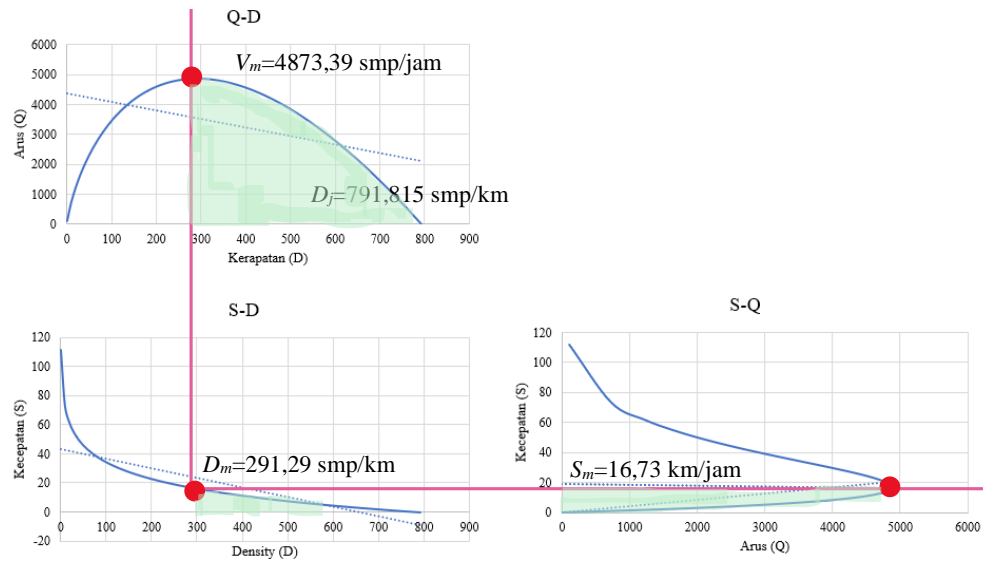 Q-D
6000
5000
4000
3000
2000
1000
0
Arus (Q)
Vm=4873,39 smp/jam
Dj=791,815 smp/km
0 100 200 300 400 500 600 700 800 900
Kerapatan (D)
S-D
120
100
80
60
40
20
0
-20
Kecepatan (S)
Dm=291,29 smp/km
0 100 200 300 400 500 600 700 800 900
Density (D)
S-Q
120
100
80
60
40
20
0
Kecepatan (S)
Sm=16,73 km/jam
0 1000 2000 3000 4000 5000 6000
Arus (Q)